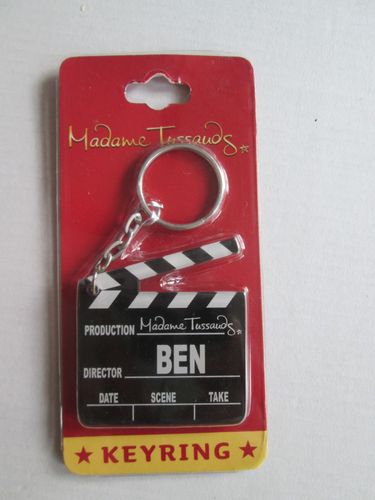 Madame Tussauds
PRODUCTION Madame Tussauds
DIRECTOR BEN
DATE SCENE TAKE
KEYRING